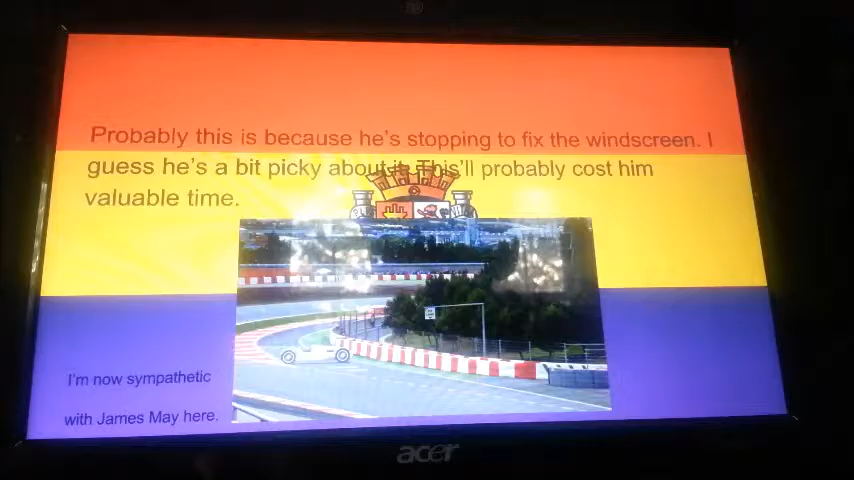 Probably this is because he's stopping to fix the windscreen. I
guess he's a bit picky about it. This'll probably cost him
valuable time.
I'm now sympathetic
with James May here.
acer